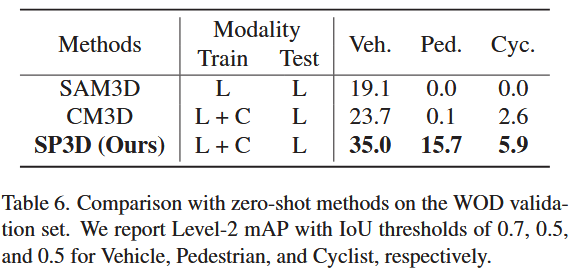 Methods Modality Veh. Ped. Cyc.
Train Test
SAM3D L L 19.1 0.0 0.0
CM3D L + C L 23.7 0.1 2.6
SP3D (Ours) L + C L 35.0 15.7 5.9
Table 6. Comparison with zero-shot methods on the WOD valida-
tion set. We report Level-2 mAP with IoU thresholds of 0.7, 0.5,
and 0.5 for Vehicle, Pedestrian, and Cyclist, respectively.